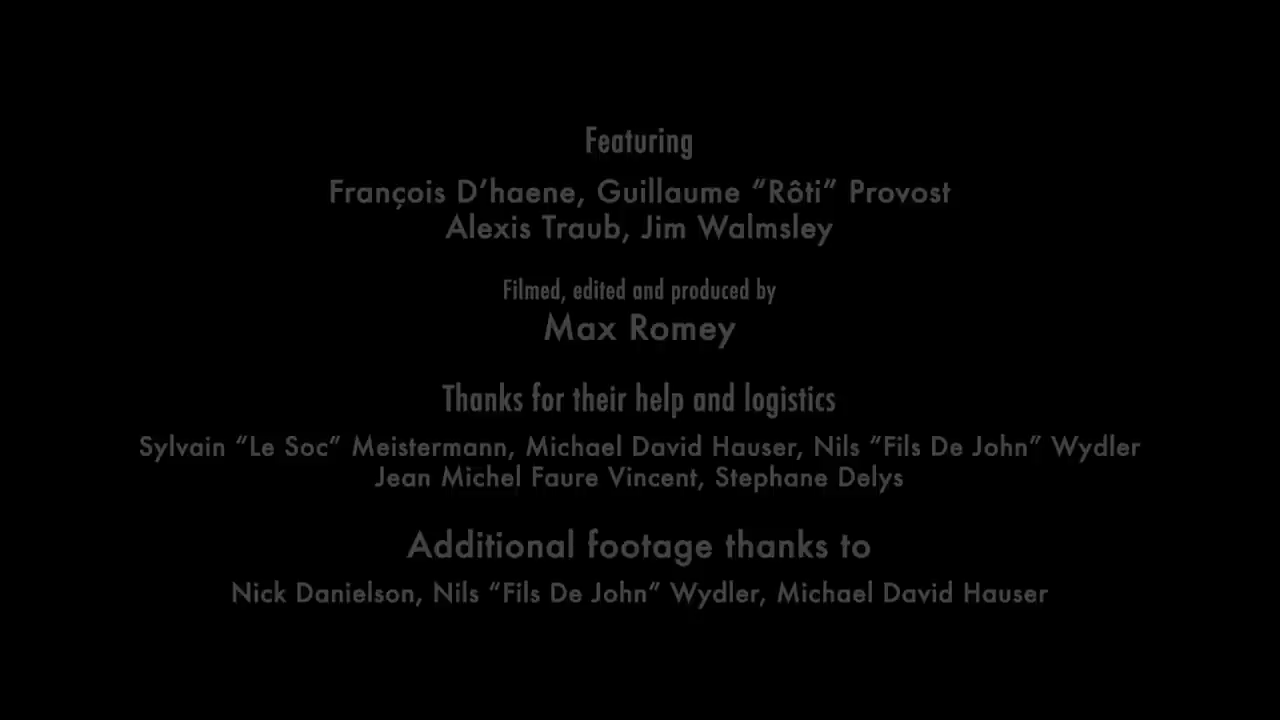 Featuring
François D’haene, Guillaume “Rôti” Provost
Alexis Traub, Jim Walmsley
Filmed, edited and produced by
Max Romey
Thanks for their help and logistics
Sylvain “Le Soc” Meistermann, Michael David Hauser, Nils “Fils De John” Wydler
Jean Michel Faure Vincent, Stephane Delys
Additional footage thanks to
Nick Danielson, Nils “Fils De John” Wydler, Michael David Hauser